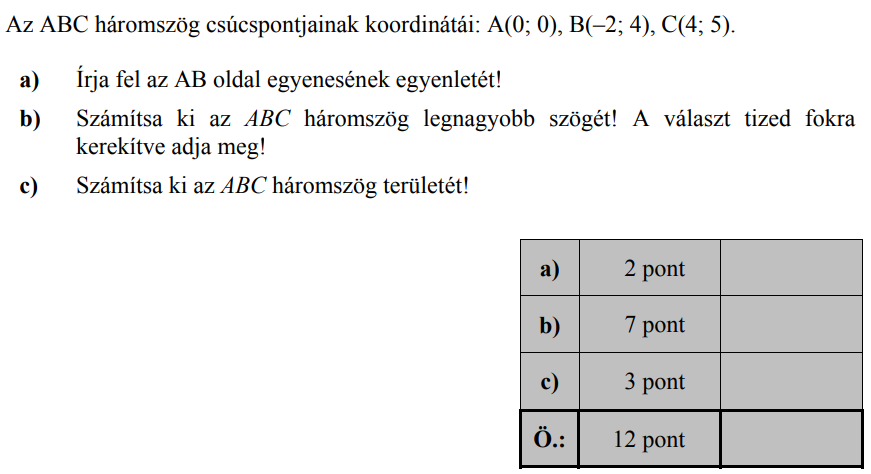 Az ABC háromszög csúcspontjainak koordinátái: A(0; 0), B(–2; 4), C(4; 5).
a) Írja fel az AB oldal egyenesének egyenletét!
b) Számítsa ki az ABC háromszög legnagyobb szögét! A választ tized fokra
kerekítve adja meg!
c) Számítsa ki az ABC háromszög területét!
a) 2 pont
b) 7 pont
c) 3 pont
Ö.: 12 pont